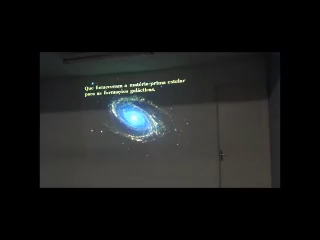 Que forneceram a matéria-prima estelar
para as formações galácticas.